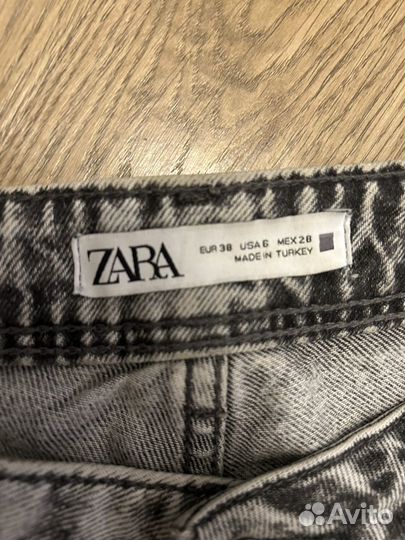 ZARA
EUR 38 USA 6 MEX 28
MADE IN TURKEY
Avito